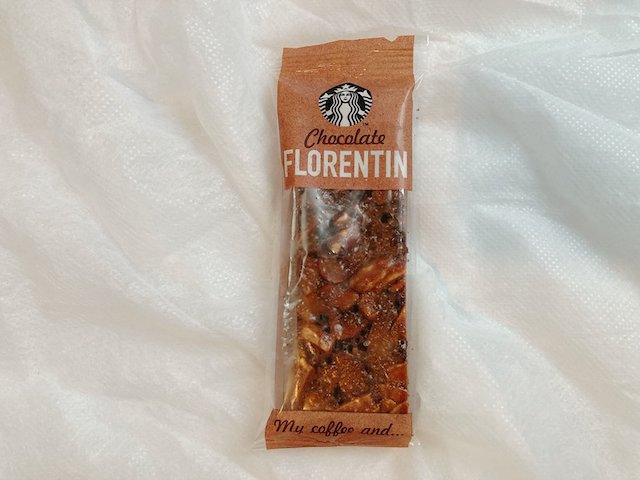 Chocolate
FLORENTIN
My coffee and...